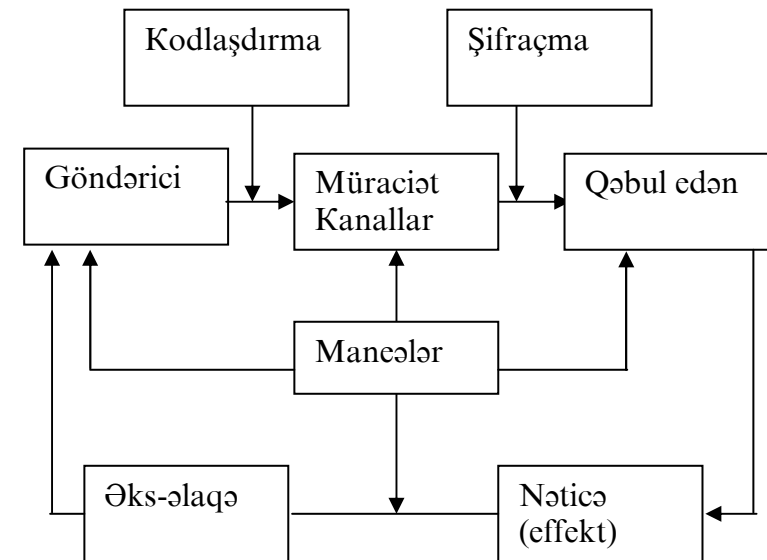 Kodlaşdırma
Şifraçma
Göndərici
Müraciət
Kanallar
Qəbul edən
Maneələr
Əks-əlaqə
Nəticə
(effekt)